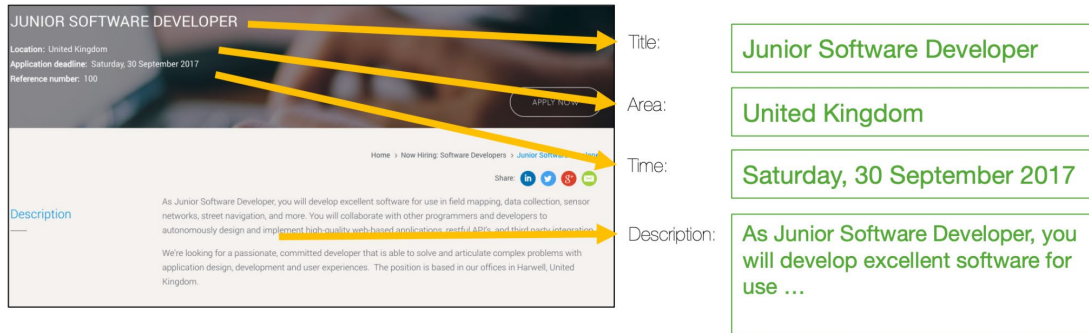 JUNIOR SOFTWARE DEVELOPER
Location: United Kingdom
Application deadline: Saturday, 30 September 2017
Reference number: 100
APPLY NOW
Home › Now Hiring: Software Developers › Junior Software Developer
Share:
Description
As Junior Software Developer, you will develop excellent software for use in field mapping, data collection, sensor
networks, street navigation, and more. You will collaborate with other programmers and developers to
autonomously design and implement high-quality web-based applications, restful API's, and third party integration.
We're looking for a passionate, committed developer that is able to solve and articulate complex problems with
application design, development and user experiences. The position is based in our offices in Harwell, United
Kingdom.
Title:
Junior Software Developer
Area:
United Kingdom
Time:
Saturday, 30 September 2017
Description:
As Junior Software Developer, you
will develop excellent software for
use …